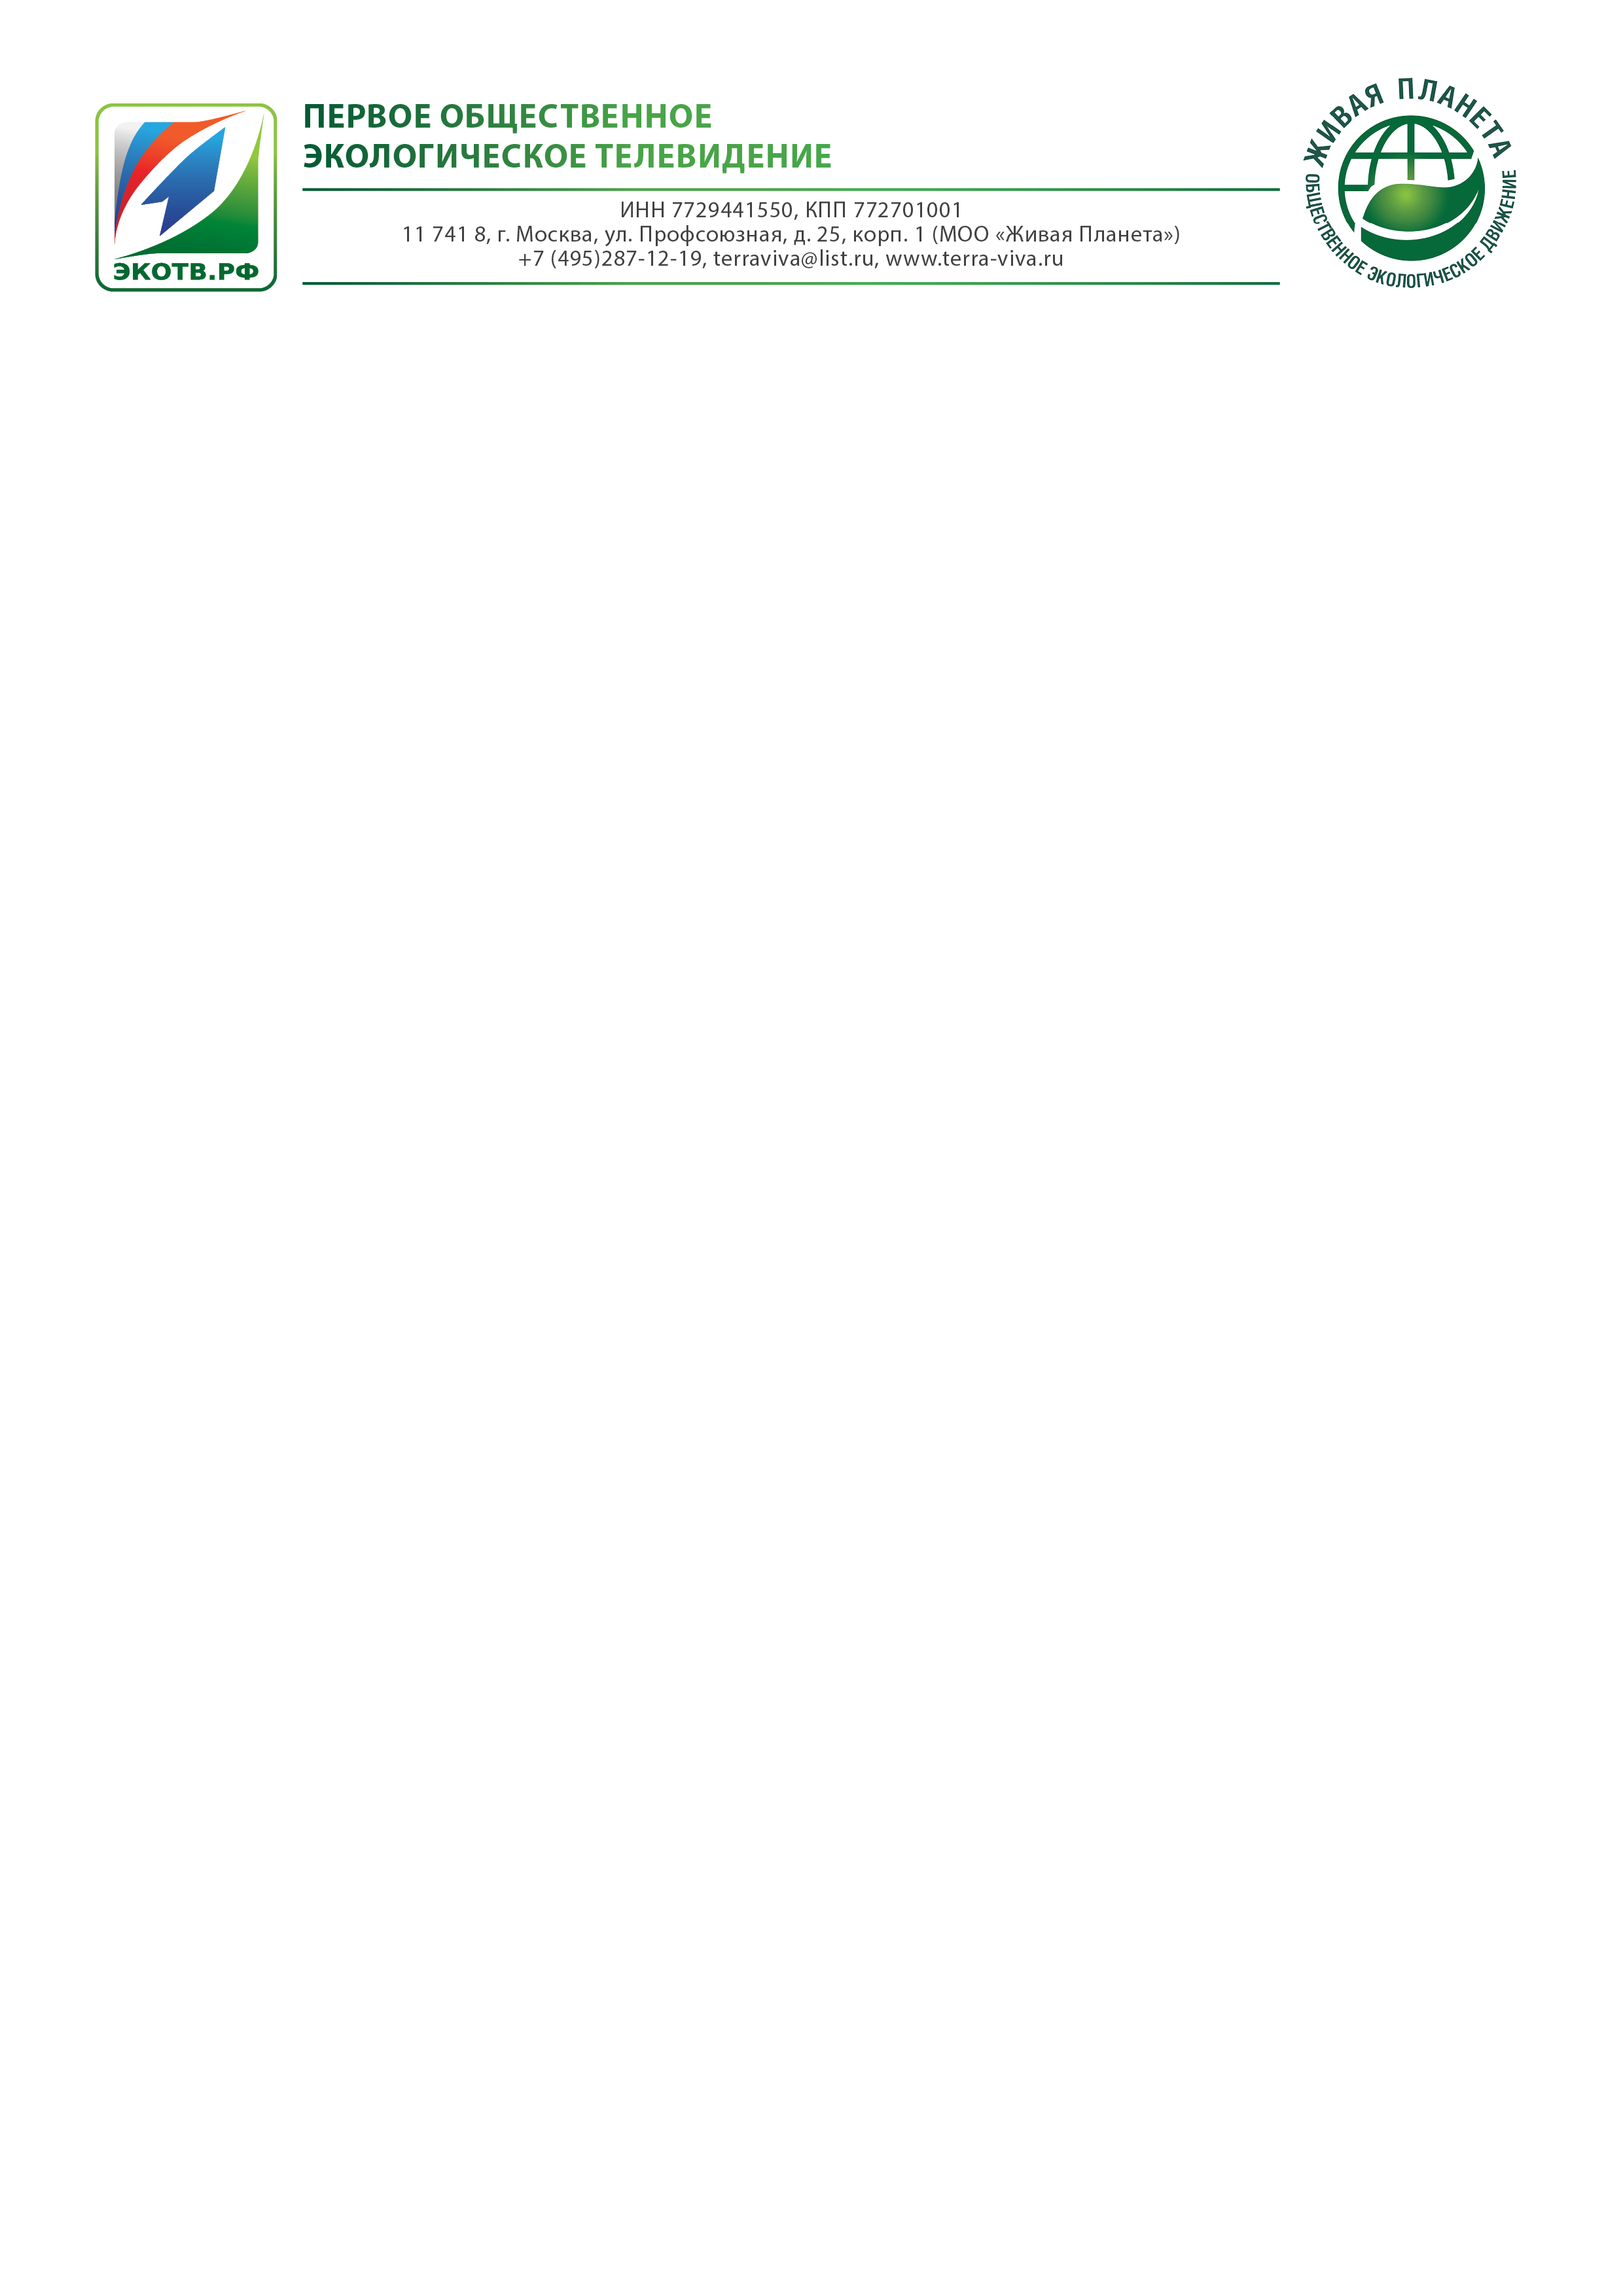 ПЕРВОЕ ОБЩЕСТВЕННОЕ
ЭКОЛОГИЧЕСКОЕ ТЕЛЕВИДЕНИЕ
ИНН 7729441550, КПП 772701001
11 741 8, г. Москва, ул. Профсоюзная, д. 25, корп. 1 (МОО «Живая Планета»)
+7 (495)287-12-19, terraviva@list.ru, www.terra-viva.ru
ЭКОТВ.РФ
ЖИВАЯ ПЛАНЕТА
ОБЩЕСТВЕННОЕ ЭКОЛОГИЧЕСКОЕ ДВИЖЕНИЕ